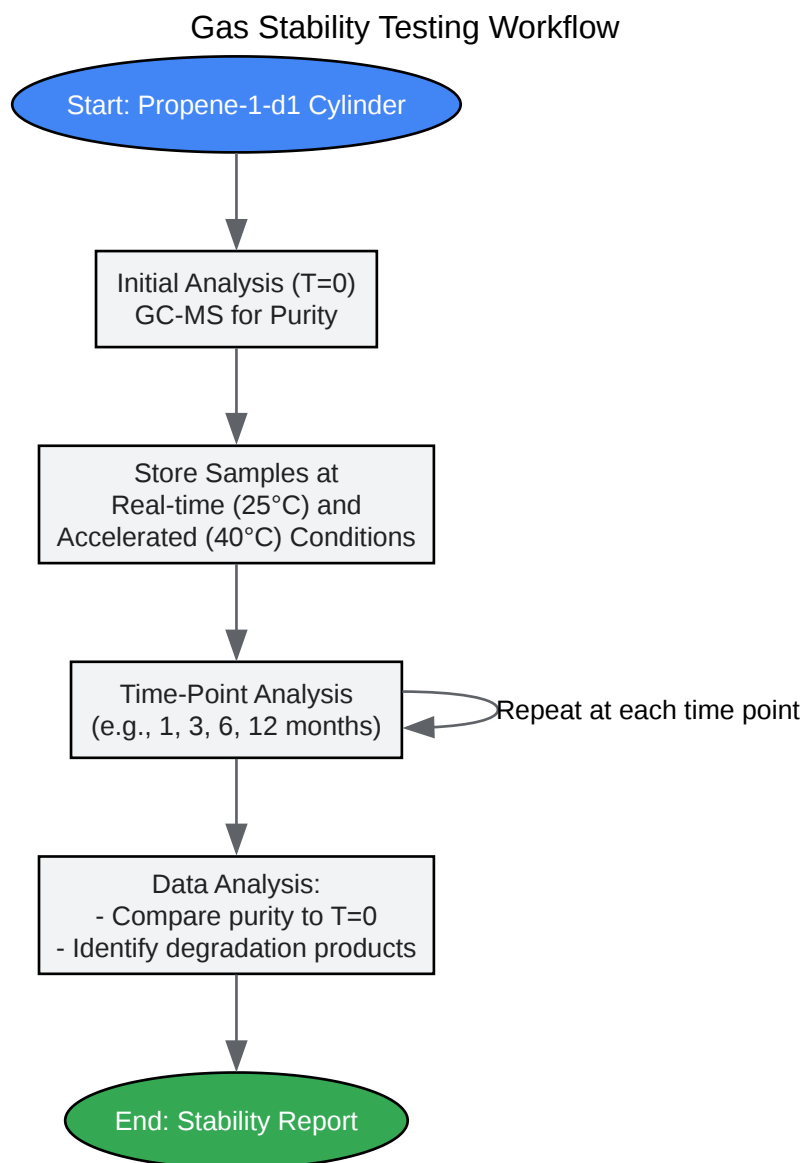 Gas Stability Testing Workflow
Start: Propene-1-d1 Cylinder
Initial Analysis (T=0)
GC-MS for Purity
Store Samples at
Real-time (25°C) and
Accelerated (40°C) Conditions
Time-Point Analysis
(e.g., 1, 3, 6, 12 months)
Repeat at each time point
Data Analysis:
- Compare purity to T=0
- Identify degradation products
End: Stability Report